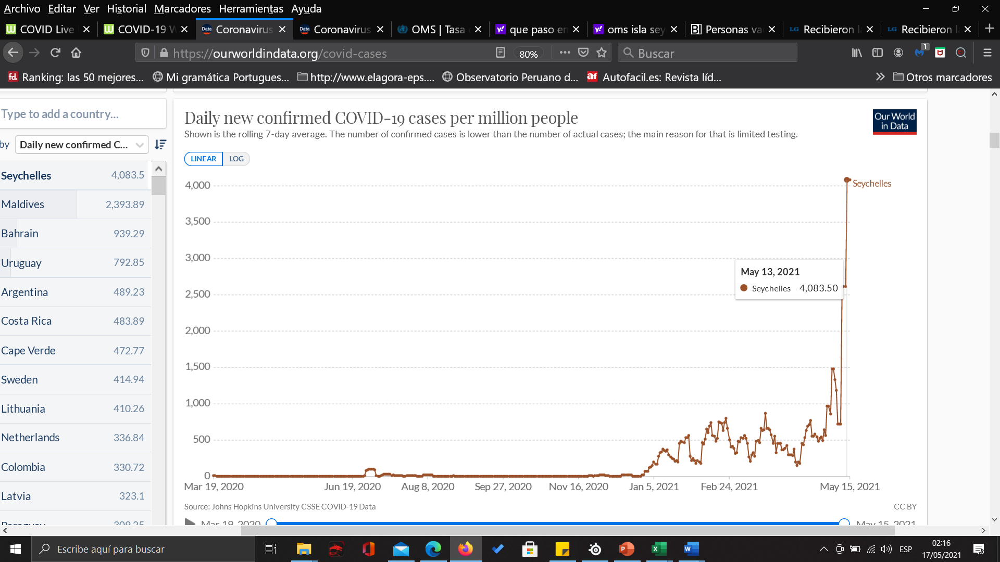 Archivo Editar Ver Historial Marcadores Herramientas Ayuda
COVID Live COVID-19 W Coronavirus Coronavirus OMS | Tasa que paso en oms isla sey Personas va Recibieron l Recibieron l
https://ourworldindata.org/covid-cases 80% Buscar 1
Ranking: las 50 mejores... Mi gramática Portugues... http://www.elagora-eps.... Observatorio Peruano d... Autofacil.es: Revista líd... Otros marcadores
Type to add a country...
by Daily new confirmed C...
Seychelles 4,083.5
Maldives 2,393.89
Bahrain 939.29
Uruguay 792.85
Argentina 489.23
Costa Rica 483.89
Cape Verde 472.77
Sweden 414.94
Lithuania 410.26
Netherlands 336.84
Colombia 330.72
Latvia 323.1
Paraguay 309.25
Daily new confirmed COVID-19 cases per million people
Shown is the rolling 7-day average. The number of confirmed cases is lower than the number of actual cases; the main reason for that is limited testing.
Our World
in Data
LINEAR LOG
4,000
3,500
3,000
2,500
2,000
1,500
1,000
500
0
Seychelles
May 13, 2021
Seychelles 4,083.50
Mar 19, 2020 Jun 19, 2020 Aug 8, 2020 Sep 27, 2020 Nov 16, 2020 Jan 5, 2021 Feb 24, 2021 May 15, 2021
Source: Johns Hopkins University CSSE COVID-19 Data CC BY
Mar 19, 2020 May 15, 2021
Escribe aquí para buscar
ESP
02:16
17/05/2021